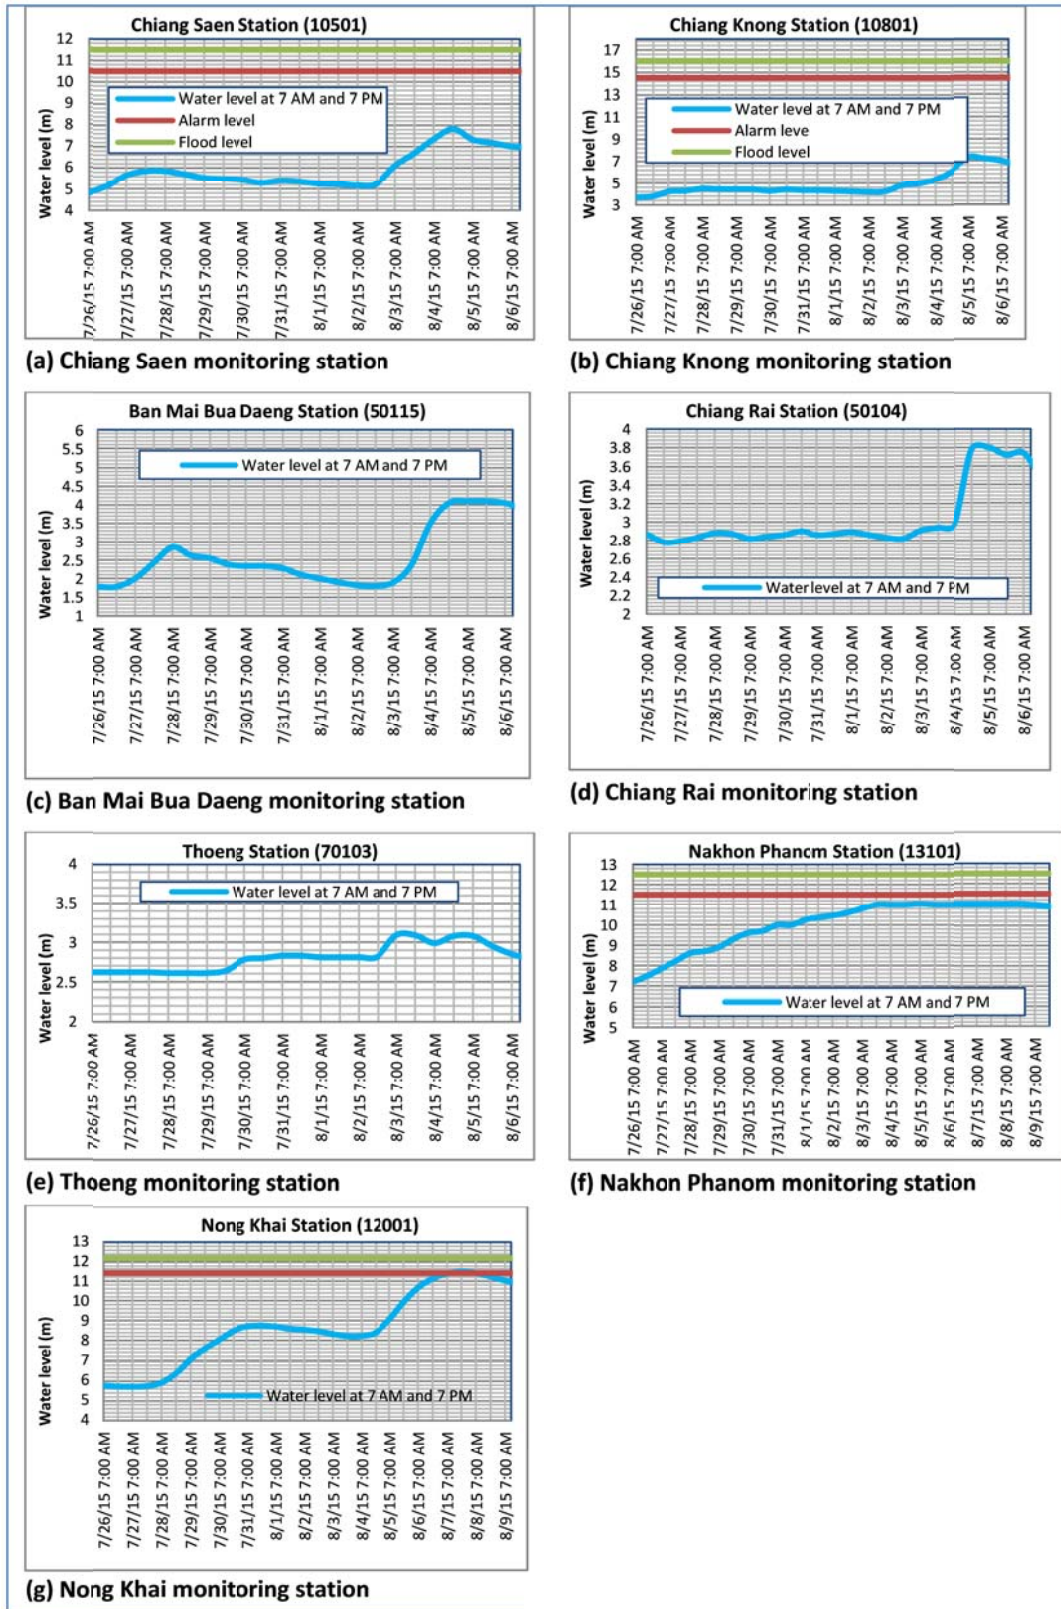 Chiang Saen Station (10501)
Water level (m)
12
11
10
9
8
7
6
5
4
Water level at 7 AM and 7 PM
Alarm level
Flood level
7/26/15 7:00 AM
7/27/15 7:00 AM
7/28/15 7:00 AM
7/29/15 7:00 AM
7/30/15 7:00 AM
7/31/15 7:00 AM
8/1/15 7:00 AM
8/2/15 7:00 AM
8/3/15 7:00 AM
8/4/15 7:00 AM
8/5/15 7:00 AM
8/6/15 7:00 AM
(a) Chiang Saen monitoring station
Chiang Knong Station (10801)
Water level (m)
17
15
13
11
9
7
5
3
Water level at 7 AM and 7 PM
Alarm leve
Flood level
7/26/15 7:00 AM
7/27/15 7:00 AM
7/28/15 7:00 AM
7/29/15 7:00 AM
7/30/15 7:00 AM
7/31/15 7:00 AM
8/1/15 7:00 AM
8/2/15 7:00 AM
8/3/15 7:00 AM
8/4/15 7:00 AM
8/5/15 7:00 AM
8/6/15 7:00 AM
(b) Chiang Knong monitoring station
Ban Mai Bua Daeng Station (50115)
Water level (m)
6
5.5
5
4.5
4
3.5
3
2.5
2
1.5
1
Water level at 7 AM and 7 PM
7/26/15 7:00 AM
7/27/15 7:00 AM
7/28/15 7:00 AM
7/29/15 7:00 AM
7/30/15 7:00 AM
7/31/15 7:00 AM
8/1/15 7:00 AM
8/2/15 7:00 AM
8/3/15 7:00 AM
8/4/15 7:00 AM
8/5/15 7:00 AM
8/6/15 7:00 AM
(c) Ban Mai Bua Daeng monitoring station
Chiang Rai Station (50104)
Water level (m)
4
3.8
3.6
3.4
3.2
3
2.8
2.6
2.4
2.2
2
Water level at 7 AM and 7 PM
7/26/15 7:00 AM
7/27/15 7:00 AM
7/28/15 7:00 AM
7/29/15 7:00 AM
7/30/15 7:00 AM
7/31/15 7:00 AM
8/1/15 7:00 AM
8/2/15 7:00 AM
8/3/15 7:00 AM
8/4/15 7:00 AM
8/5/15 7:00 AM
8/6/15 7:00 AM
(d) Chiang Rai monitoring station
Thoeng Station (70103)
Water level (m)
4
3.5
3
2.5
2
Water level at 7 AM and 7 PM
7/26/15 7:00 AM
7/27/15 7:00 AM
7/28/15 7:00 AM
7/29/15 7:00 AM
7/30/15 7:00 AM
7/31/15 7:00 AM
8/1/15 7:00 AM
8/2/15 7:00 AM
8/3/15 7:00 AM
8/4/15 7:00 AM
8/5/15 7:00 AM
8/6/15 7:00 AM
(e) Thoeng monitoring station
Nakhon Phanom Station (13101)
Water level (m)
13
12
11
10
9
8
7
6
5
Water level at 7 AM and 7 PM
7/26/15 7:00 AM
7/27/15 7:00 AM
7/28/15 7:00 AM
7/29/15 7:00 AM
7/30/15 7:00 AM
7/31/15 7:00 AM
8/1/15 7:00 AM
8/2/15 7:00 AM
8/3/15 7:00 AM
8/4/15 7:00 AM
8/5/15 7:00 AM
8/6/15 7:00 AM
8/7/15 7:00 AM
8/8/15 7:00 AM
8/9/15 7:00 AM
(f) Nakhon Phanom monitoring station
Nong Khai Station (12001)
Water level (m)
13
12
11
10
9
8
7
6
5
4
Water level at 7 AM and 7 PM
7/26/15 7:00 AM
7/27/15 7:00 AM
7/28/15 7:00 AM
7/29/15 7:00 AM
7/30/15 7:00 AM
7/31/15 7:00 AM
8/1/15 7:00 AM
8/2/15 7:00 AM
8/3/15 7:00 AM
8/4/15 7:00 AM
8/5/15 7:00 AM
8/6/15 7:00 AM
8/7/15 7:00 AM
8/8/15 7:00 AM
8/9/15 7:00 AM
(g) Nong Khai monitoring station